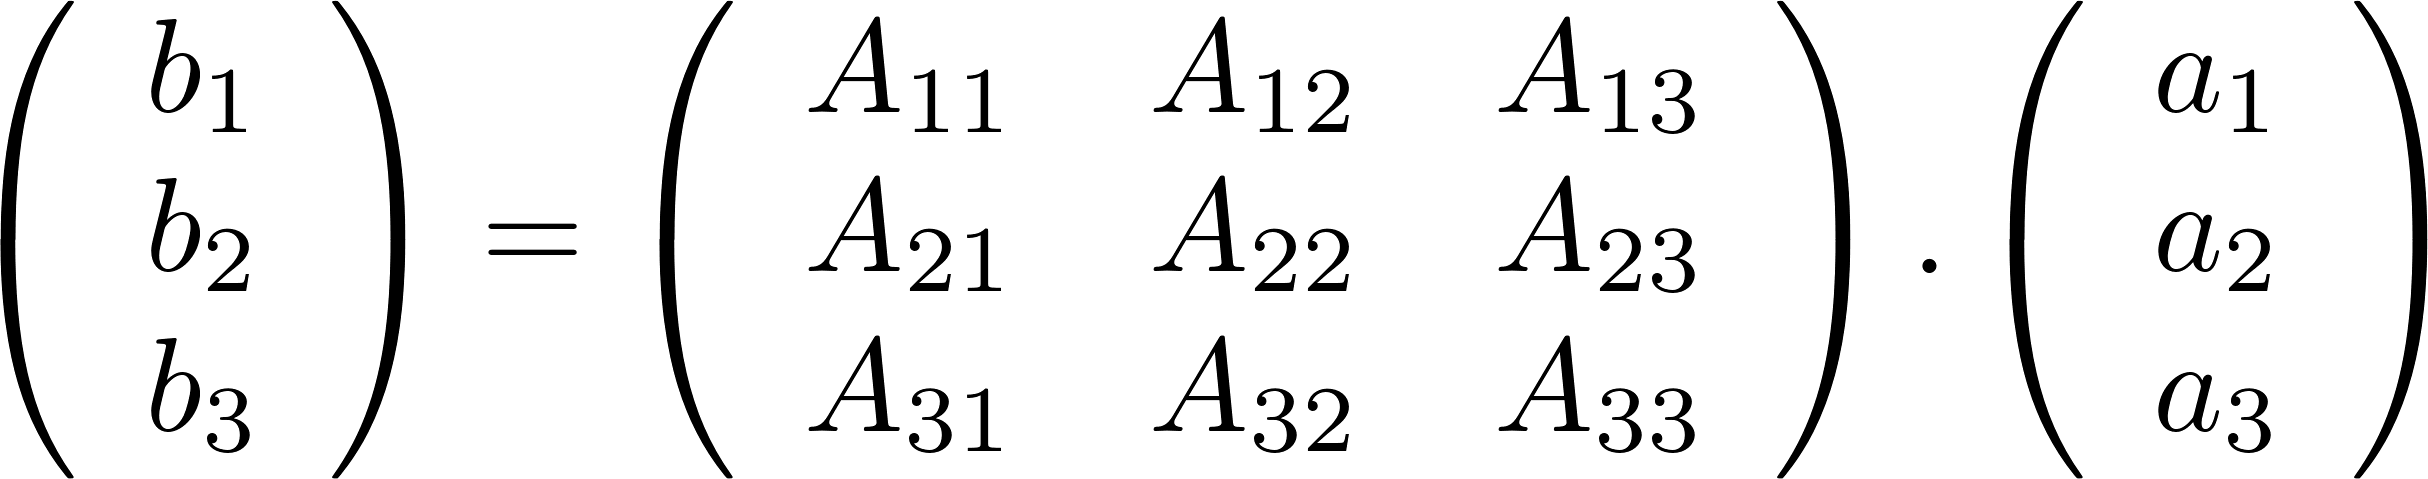 ( b₁ ) = ( A₁₁ A₁₂ A₁₃ ) . ( a₁ )
( b₂ ) = ( A₂₁ A₂₂ A₂₃ ) . ( a₂ )
( b₃ ) = ( A₃₁ A₃₂ A₃₃ ) . ( a₃ )